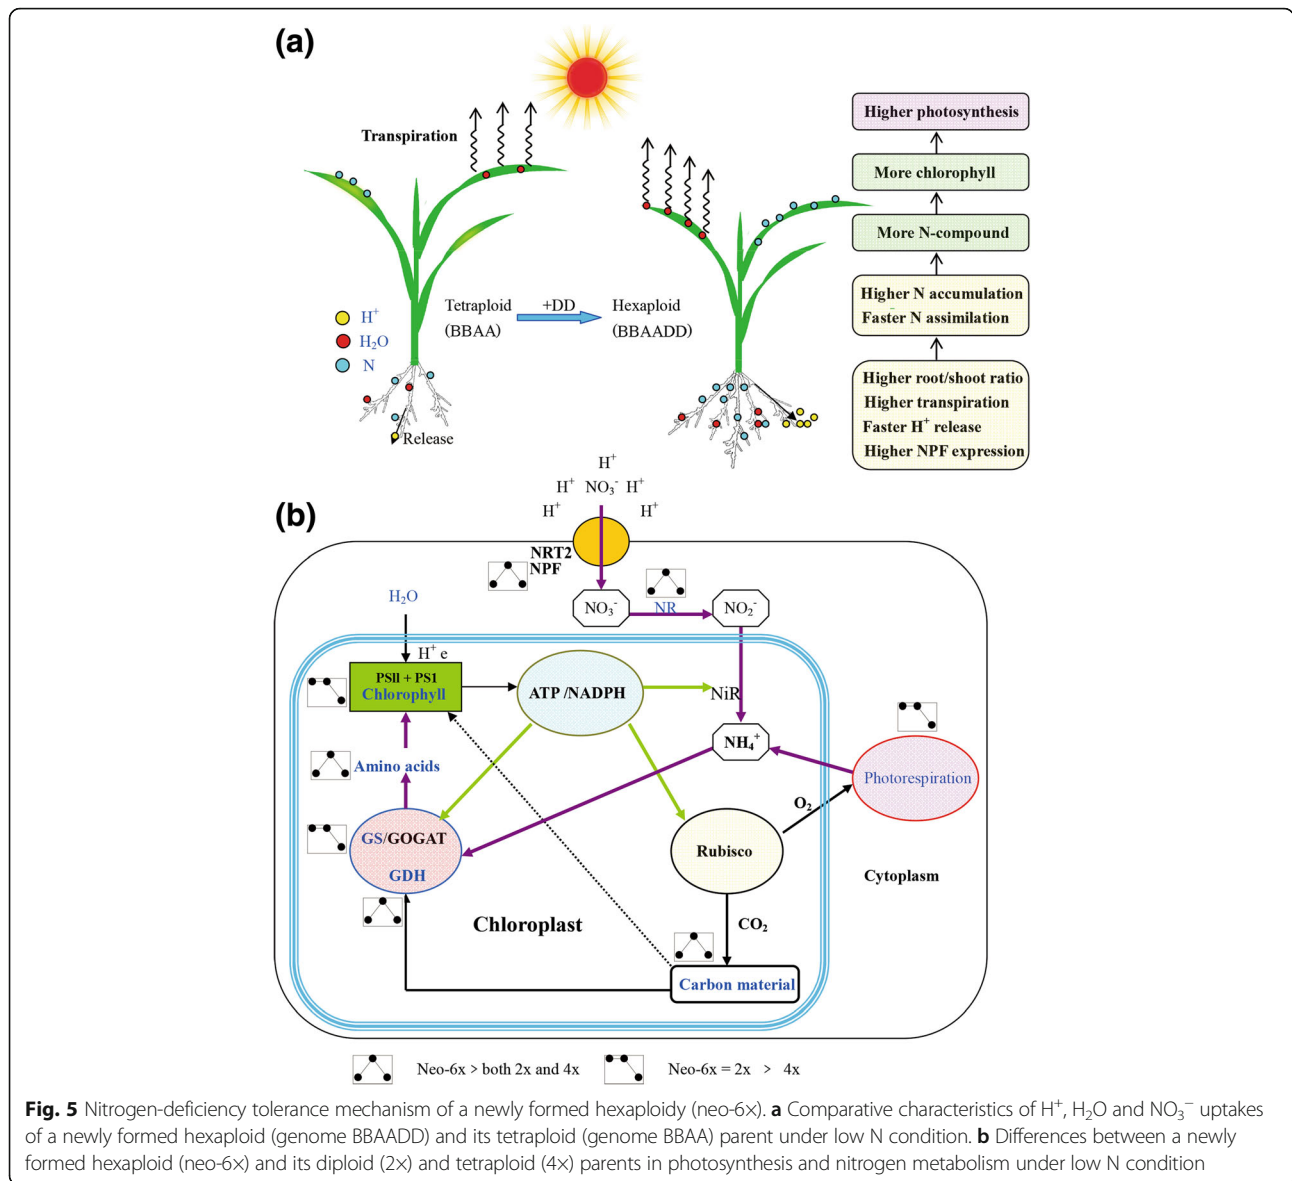 (a)
Transpiration
Higher photosynthesis
More chlorophyll
More N-compound
Higher N accumulation
Faster N assimilation
Higher root/shoot ratio
Higher transpiration
Faster H⁺ release
Higher NPF expression
Tetraploid
(BBAA)
+DD
Hexaploid
(BBAADD)
H⁺
H₂O
N
Release
(b)
H⁺
H⁺ NO₃⁻ H⁺
H⁺ H⁺
NRT2
NPF
NO₃⁻
NR
NO₂⁻
H₂O
H⁺ e
PSII + PS1
Chlorophyll
ATP /NADPH
NiR
NH₄⁺
Photorespiration
Amino acids
O₂
GS/GOGAT
GDH
Rubisco
Cytoplasm
Chloroplast
CO₂
Carbon material
Neo-6x > both 2x and 4x
Neo-6x = 2x > 4x
Fig. 5 Nitrogen-deficiency tolerance mechanism of a newly formed hexaploidy (neo-6×). a Comparative characteristics of H⁺, H₂O and NO₃⁻ uptakes
of a newly formed hexaploid (genome BBAADD) and its tetraploid (genome BBAA) parent under low N condition. b Differences between a newly
formed hexaploid (neo-6×) and its diploid (2×) and tetraploid (4×) parents in photosynthesis and nitrogen metabolism under low N condition